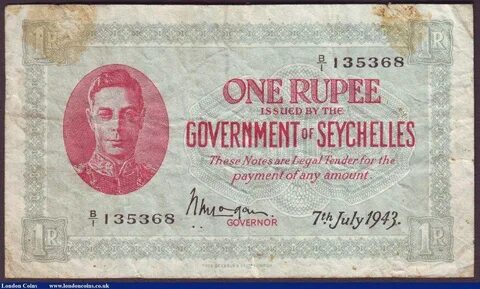 1R
1R
B/1 135368
ONE RUPEE
ISSUED BY THE
GOVERNMENT OF SEYCHELLES
These Notes are Legal Tender for the
payment of any amount.
B/1 135368
GOVERNOR
7th July 1943.
1R
1R
London Coins www.londoncoins.co.uk